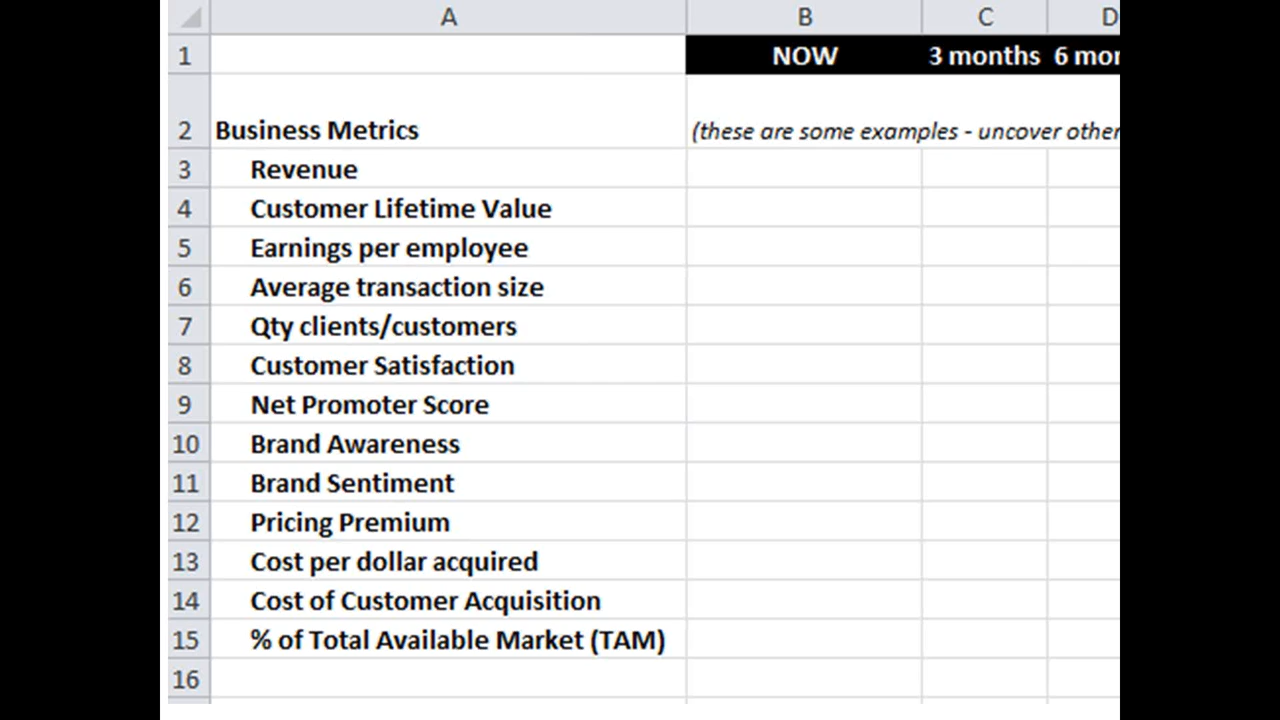 A B C D
1 NOW 3 months 6 mor
2 Business Metrics (these are some examples - uncover other
3 Revenue
4 Customer Lifetime Value
5 Earnings per employee
6 Average transaction size
7 Qty clients/customers
8 Customer Satisfaction
9 Net Promoter Score
10 Brand Awareness
11 Brand Sentiment
12 Pricing Premium
13 Cost per dollar acquired
14 Cost of Customer Acquisition
15 % of Total Available Market (TAM)
16